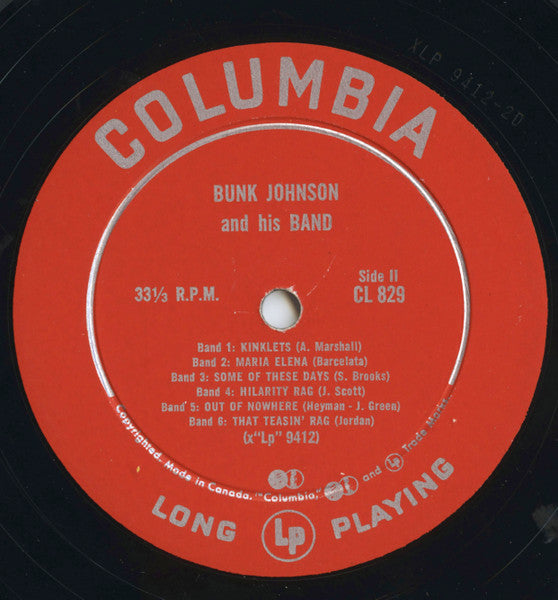 XLP 9412-2D
COLUMBIA
BUNK JOHNSON
and his BAND
33⅓ R.P.M.
Side II
CL 829
Band 1: KINKLETS (A. Marshall)
Band 2: MARIA ELENA (Barcelata)
Band 3: SOME OF THESE DAYS (S. Brooks)
Band 4: HILARITY RAG (J. Scott)
Band 5: OUT OF NOWHERE (Heyman - J. Green)
Band 6: THAT TEASIN' RAG (Jordan)
(x"Lp" 9412)
Copyrighted. Made in Canada. "Columbia," and Lp Trade Marks.
LONG Lp PLAYING